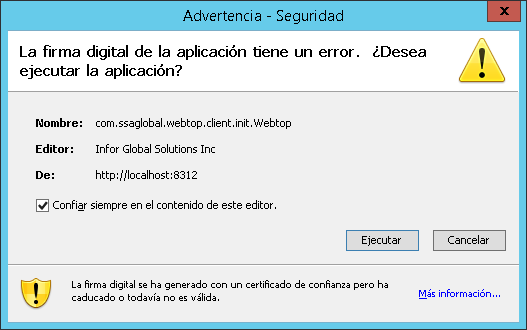 Advertencia - Seguridad
x
La firma digital de la aplicación tiene un error. ¿Desea
ejecutar la aplicación?
Nombre: com.ssaglobal.webtop.client.init.Webtop
Editor: Infor Global Solutions Inc
De: http://localhost:8312
Confiar siempre en el contenido de este editor.
Ejecutar Cancelar
La firma digital se ha generado con un certificado de confianza pero ha
caducado o todavía no es válida.
Más información...